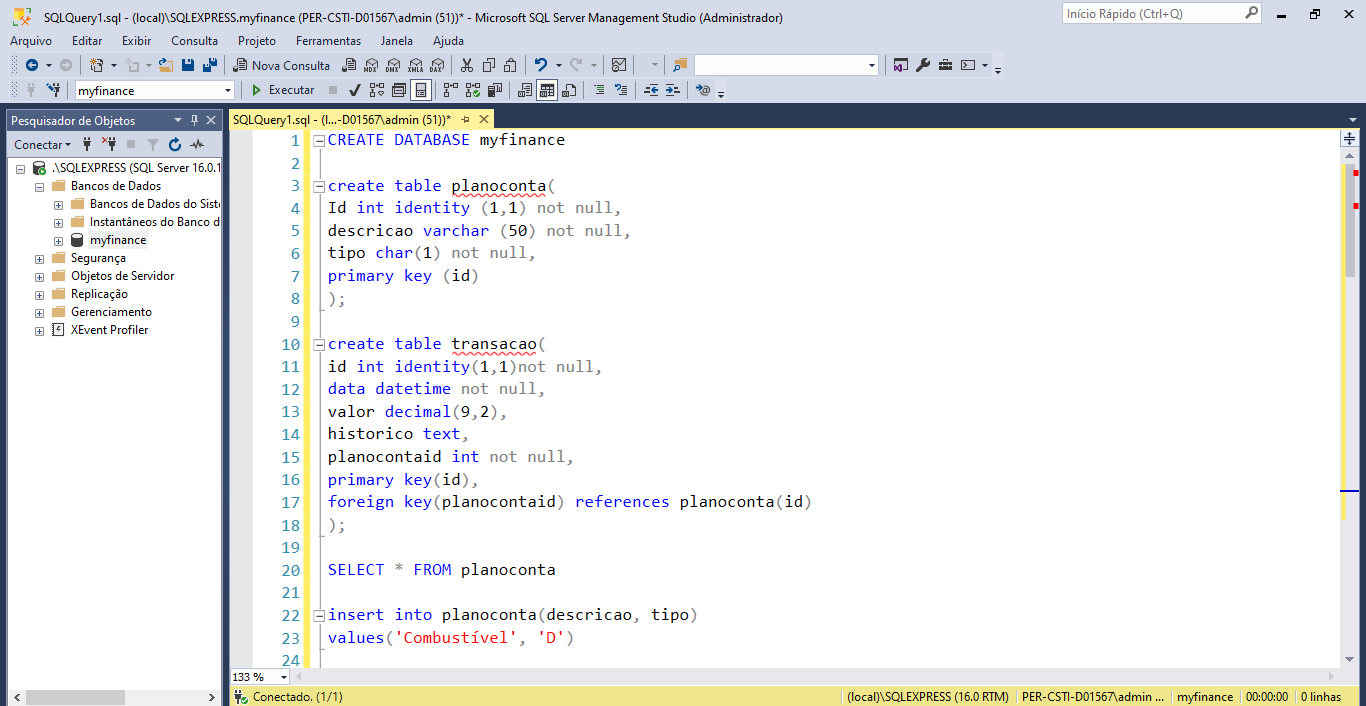 SQLQuery1.sql - (local)\SQLEXPRESS.myfinance (PER-CSTI-D01567\admin (51))* - Microsoft SQL Server Management Studio (Administrador)
Início Rápido (Ctrl+Q)
Arquivo Editar Exibir Consulta Projeto Ferramentas Janela Ajuda
Nova Consulta MDX DMX XMLA DAX
myfinance Executar
Pesquisador de Objetos
SQLQuery1.sql - (l...-D01567\admin (51))*
Conectar
.\SQLEXPRESS (SQL Server 16.0.1
Bancos de Dados
Bancos de Dados do Sist
Instantâneos do Banco d
myfinance
Segurança
Objetos de Servidor
Replicação
Gerenciamento
XEvent Profiler
1 CREATE DATABASE myfinance
2
3 create table planoconta(
4 Id int identity (1,1) not null,
5 descricao varchar (50) not null,
6 tipo char(1) not null,
7 primary key (id)
8 );
9
10 create table transacao(
11 id int identity(1,1)not null,
12 data datetime not null,
13 valor decimal(9,2),
14 historico text,
15 planocontaid int not null,
16 primary key(id),
17 foreign key(planocontaid) references planoconta(id)
18 );
19
20 SELECT * FROM planoconta
21
22 insert into planoconta(descricao, tipo)
23 values('Combustível', 'D')
24
133 %
Conectado. (1/1) (local)\SQLEXPRESS (16.0 RTM) PER-CSTI-D01567\admin ... myfinance 00:00:00 0 linhas